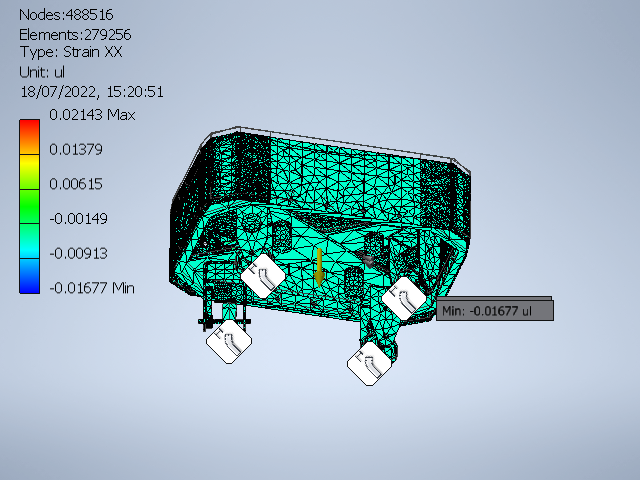 Nodes:488516
Elements:279256
Type: Strain XX
Unit: ul
18/07/2022, 15:20:51
0.02143 Max
0.01379
0.00615
-0.00149
-0.00913
-0.01677 Min
Min: -0.01677 ul